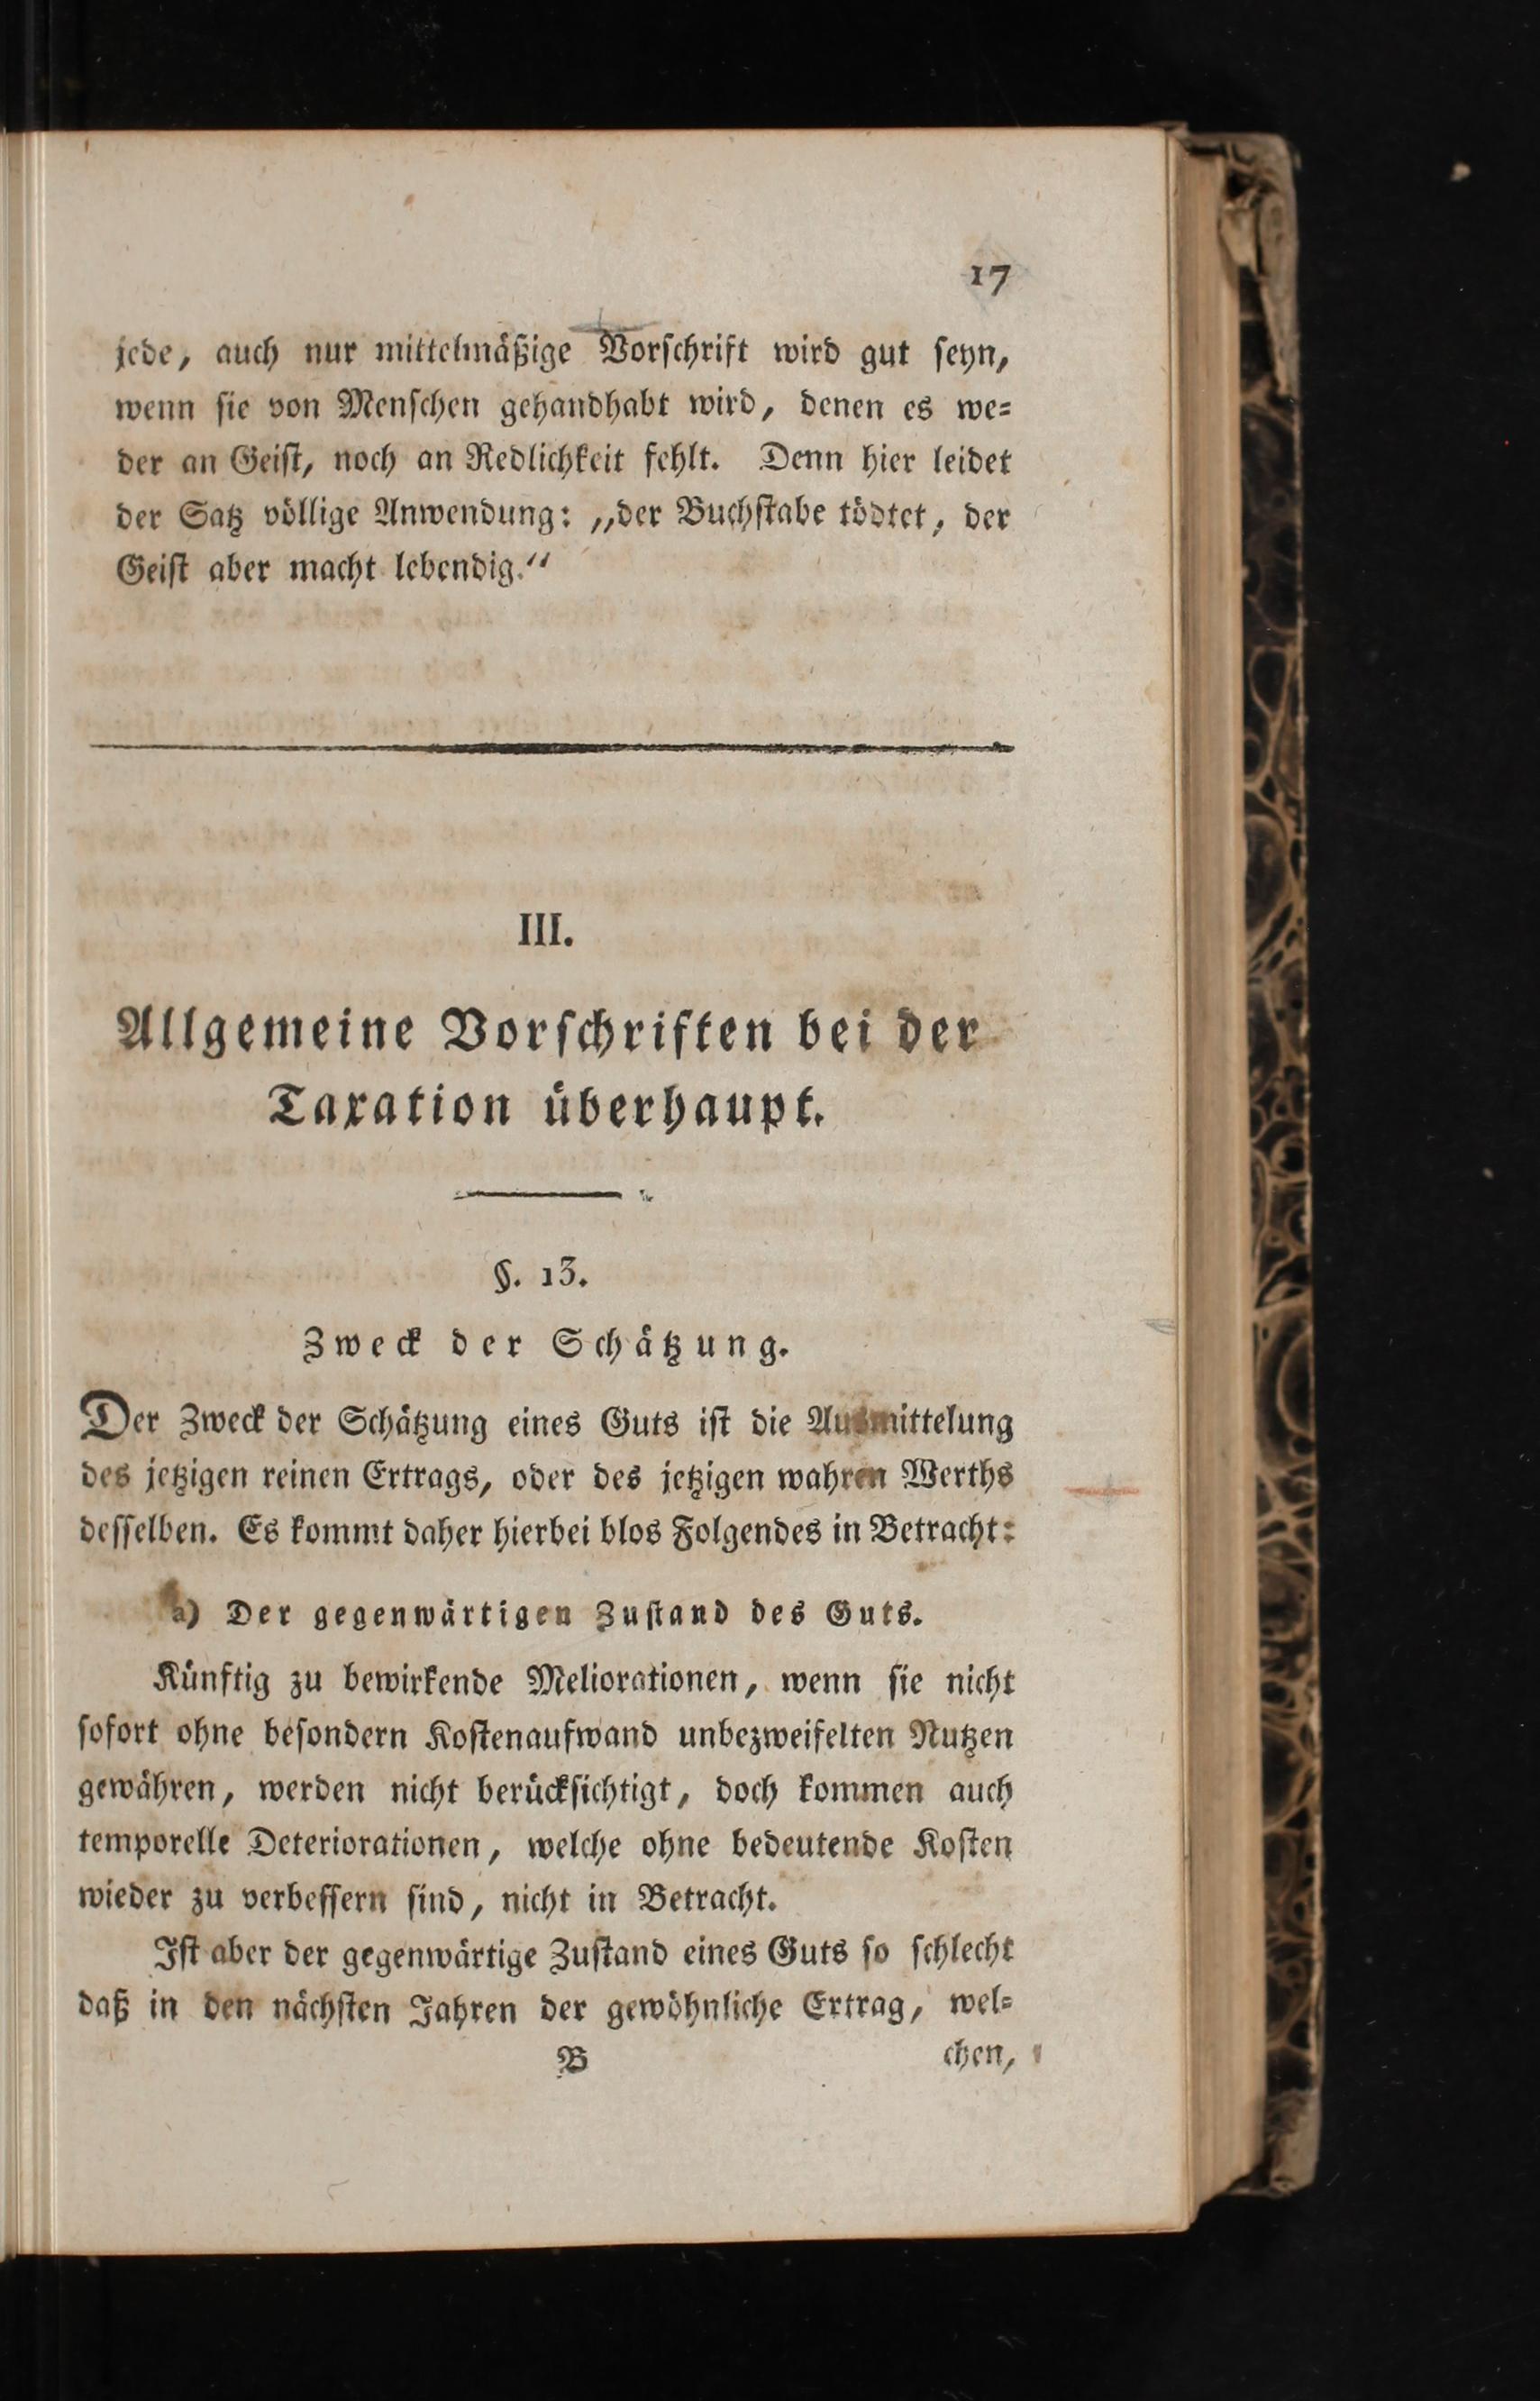 17
jede, auch nur mittelmäßige Vorschrift wird gut seyn,
wenn sie von Menschen gehandhabt wird, denen es we-
der an Geist, noch an Redlichkeit fehlt. Denn hier leidet
der Satz völlige Anwendung: „der Buchstabe tödtet, der
Geist aber macht lebendig.“
III.
Allgemeine Vorschriften bei der
Taxation überhaupt.
§. 13.
Zweck der Schätzung.
Der Zweck der Schätzung eines Guts ist die Ausmittelung
des jetzigen reinen Ertrags, oder des jetzigen wahren Werths
desselben. Es kommt daher hierbei blos Folgendes in Betracht:
a) Der gegenwärtigen Zustand des Guts.
Künftig zu bewirkende Meliorationen, wenn sie nicht
sofort ohne besondern Kostenaufwand unbezweifelten Nutzen
gewähren, werden nicht berücksichtigt, doch kommen auch
temporelle Deteriorationen, welche ohne bedeutende Kosten
wieder zu verbessern sind, nicht in Betracht.
Ist aber der gegenwärtige Zustand eines Guts so schlecht
daß in den nächsten Jahren der gewöhnliche Ertrag, wel-
B chen,